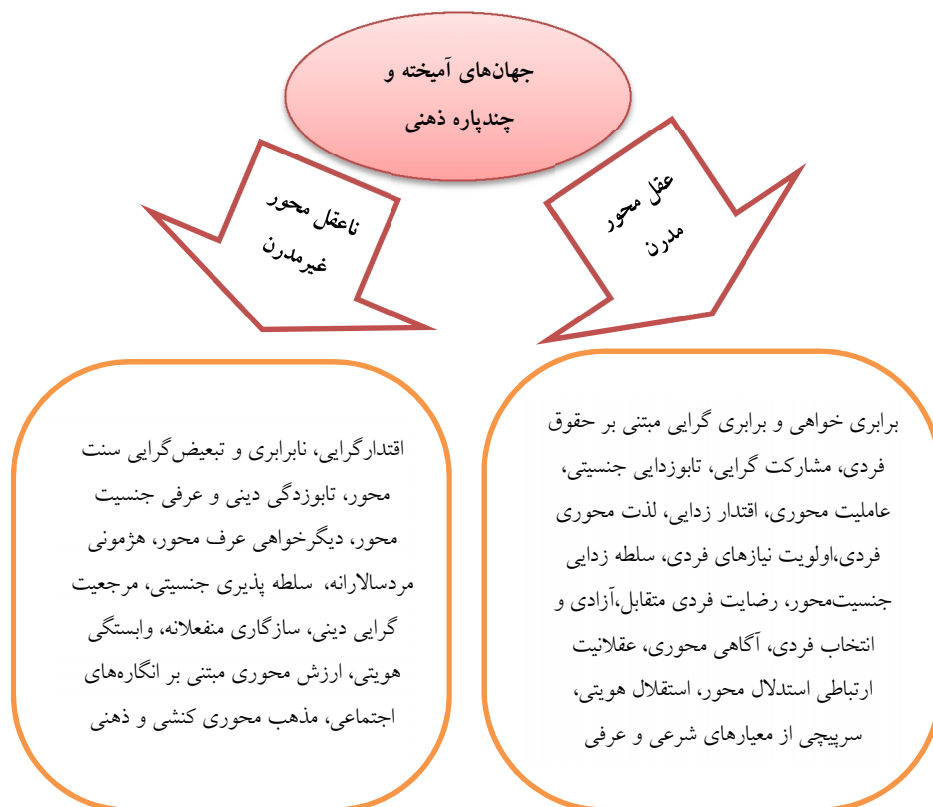 جهان‌های آمیخته و
چندپاره ذهنی
عقل محور
مدرن
ناعقل محور
غیرمدرن
برابری خواهی و برابری گرایی مبتنی بر حقوق
فردی، مشارکت گرایی، تابوزدایی جنسیتی،
عاملیت محوری، اقتدار زدایی، لذت محوری
فردی،اولویت نیازهای فردی، سلطه زدایی
جنسیت‌محور، رضایت فردی متقابل،آزادی و
انتخاب فردی، آگاهی محوری، عقلانیت
ارتباطی استدلال محور، استقلال هویتی،
سرپیچی از معیارهای شرعی و عرفی
اقتدارگرایی، نابرابری و تبعیض‌گرایی سنت
محور، تابوزدگی دینی و عرفی جنسیت
محور، دیگرخواهی عرف محور، هژمونی
مردسالارانه، سلطه پذیری جنسیتی، مرجعیت
گرایی دینی، سازگاری منفعلانه، وابستگی
هویتی، ارزش محوری مبتنی بر انگاره‌های
اجتماعی، مذهب محوری کنشی و ذهنی